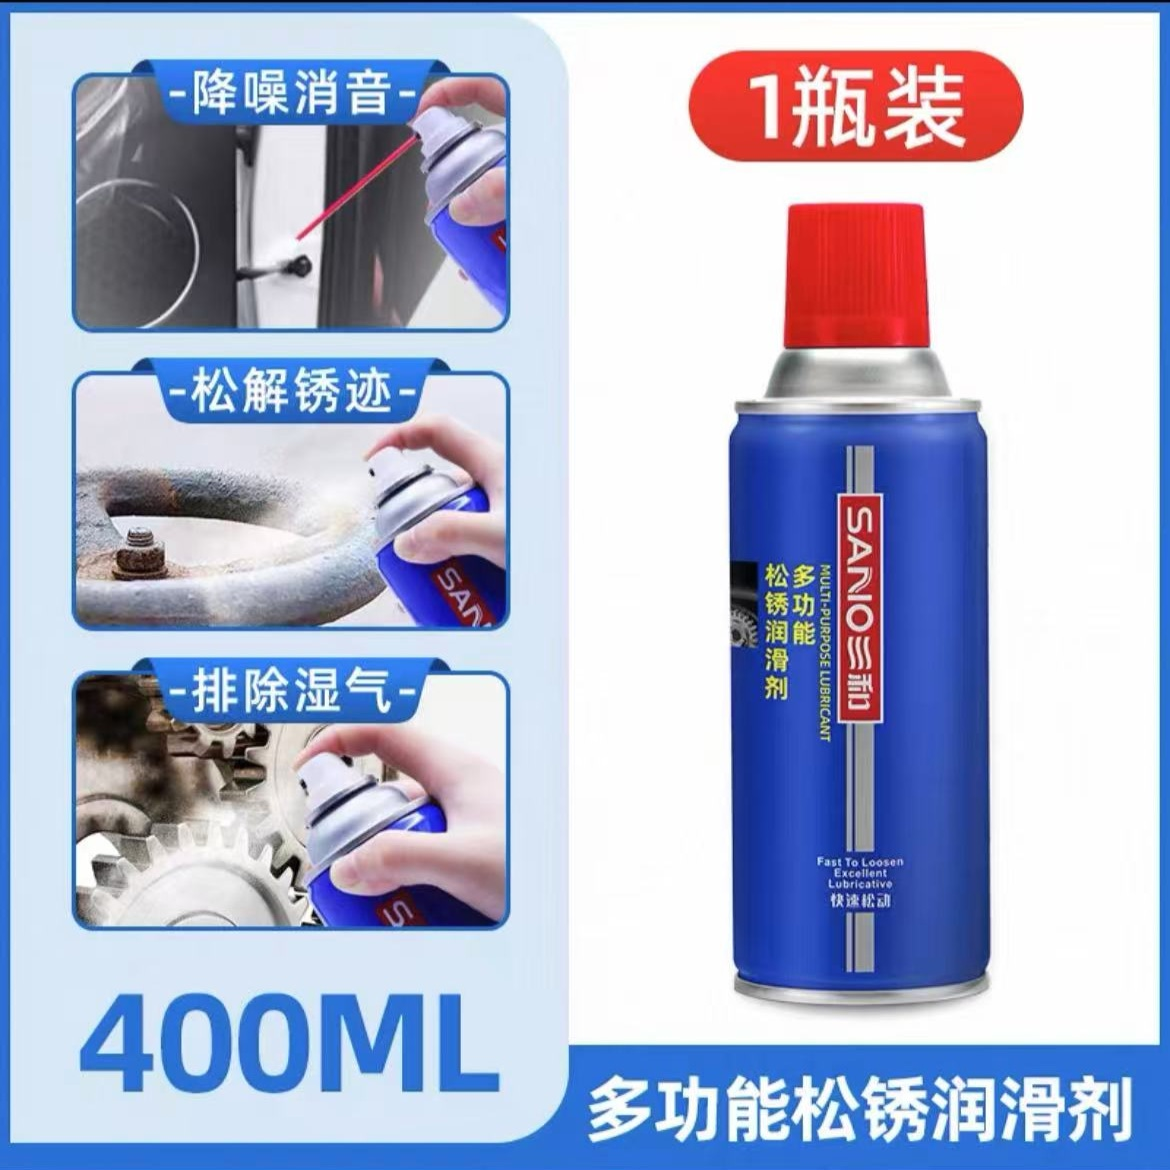 -降噪消音-
-松解锈迹-
SAN
-排除湿气-
S
400ML
1瓶装
SANO三和
MULTI-PURPOSE LUBRICANT
多功能
松锈润滑剂
Fast To Loosen
Excellent
Lubricative
快速松动
多功能松锈润滑剂